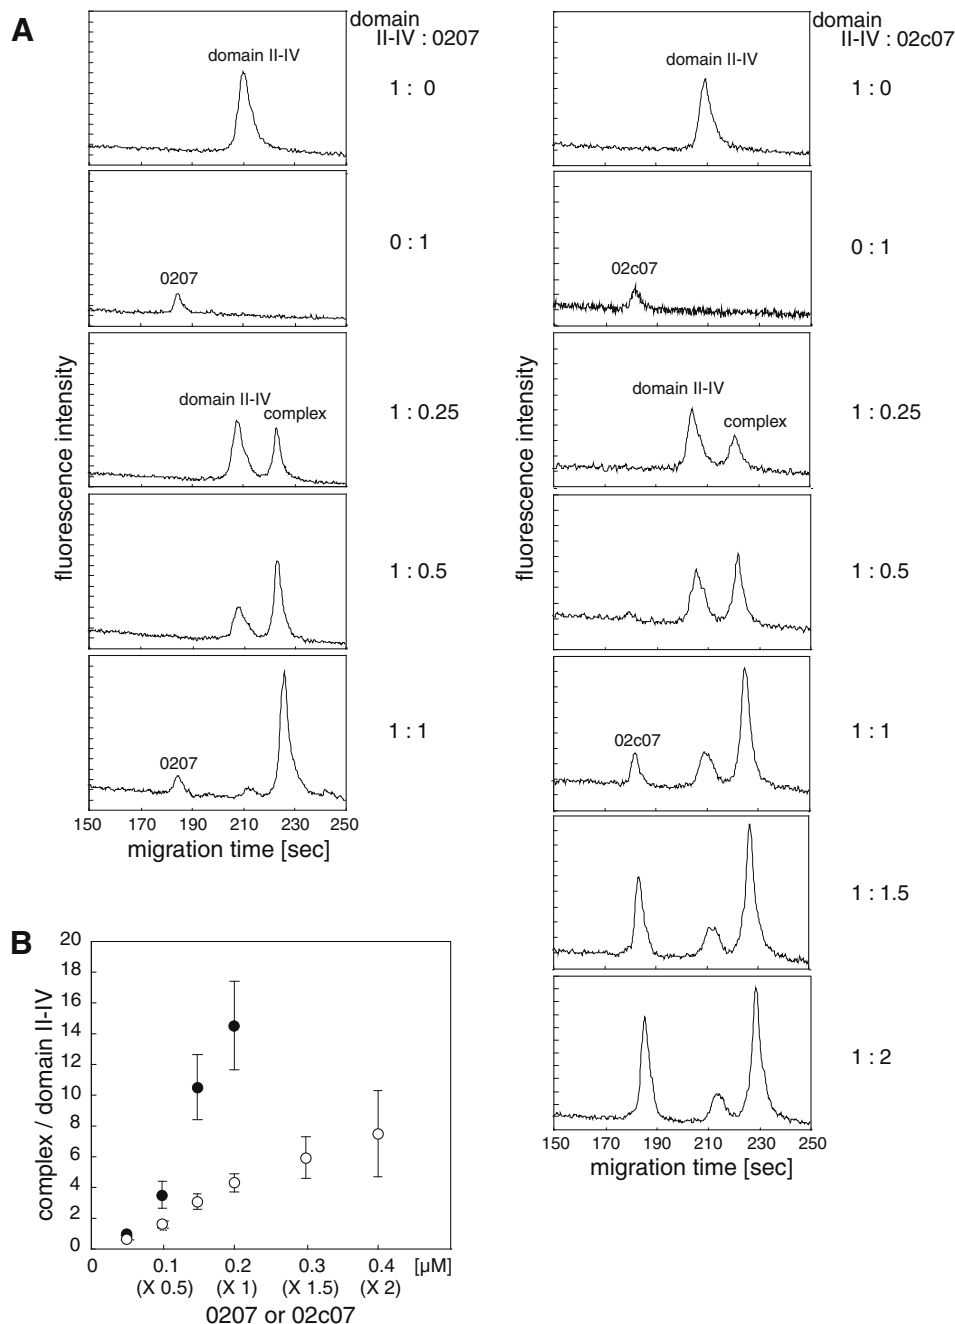 A
domain
II-IV : 0207
domain II-IV
1 : 0
0207
0 : 1
domain II-IV
complex
1 : 0.25
1 : 0.5
0207
1 : 1
fluorescence intensity
150 170 190 210 230 250
migration time [sec]
domain
II-IV : 02c07
domain II-IV
1 : 0
02c07
0 : 1
domain II-IV
complex
1 : 0.25
1 : 0.5
02c07
1 : 1
1 : 1.5
1 : 2
fluorescence intensity
150 170 190 210 230 250
migration time [sec]
B
complex / domain II-IV
20
18
16
14
12
10
8
6
4
2
0
0 0.1 0.2 0.3 0.4 [µM]
(X 0.5) (X 1) (X 1.5) (X 2)
0207 or 02c07